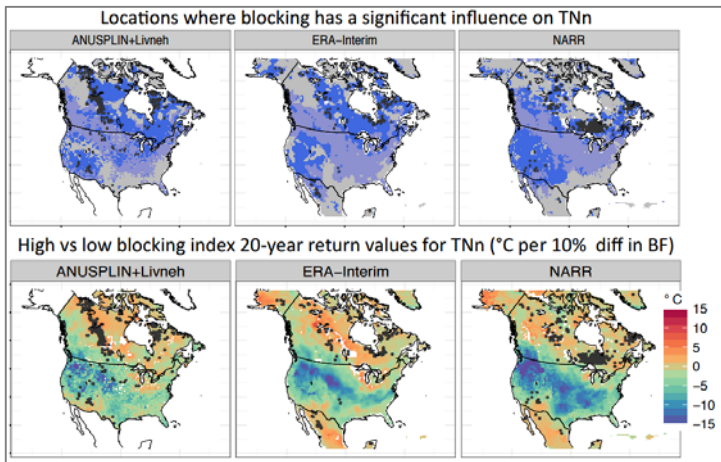 Locations where blocking has a significant influence on TNn
ANUSPLIN+Livneh
ERA−Interim
NARR
High vs low blocking index 20-year return values for TNn (°C per 10% diff in BF)
ANUSPLIN+Livneh
ERA−Interim
NARR
°C
15
10
5
0
−5
−10
−15